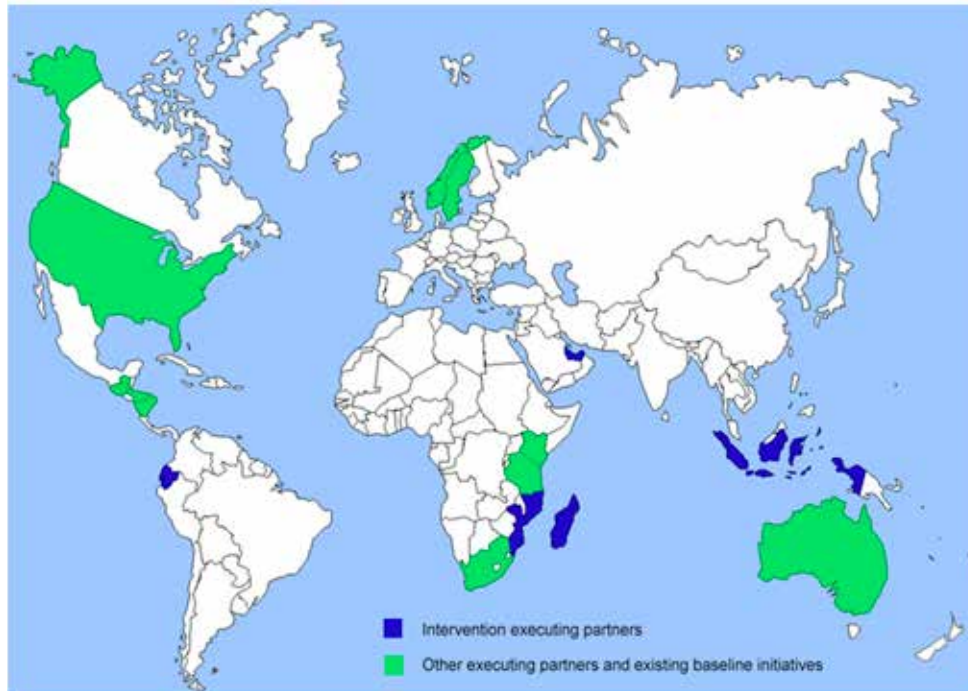 Intervention executing partners
Other executing partners and existing baseline initiatives